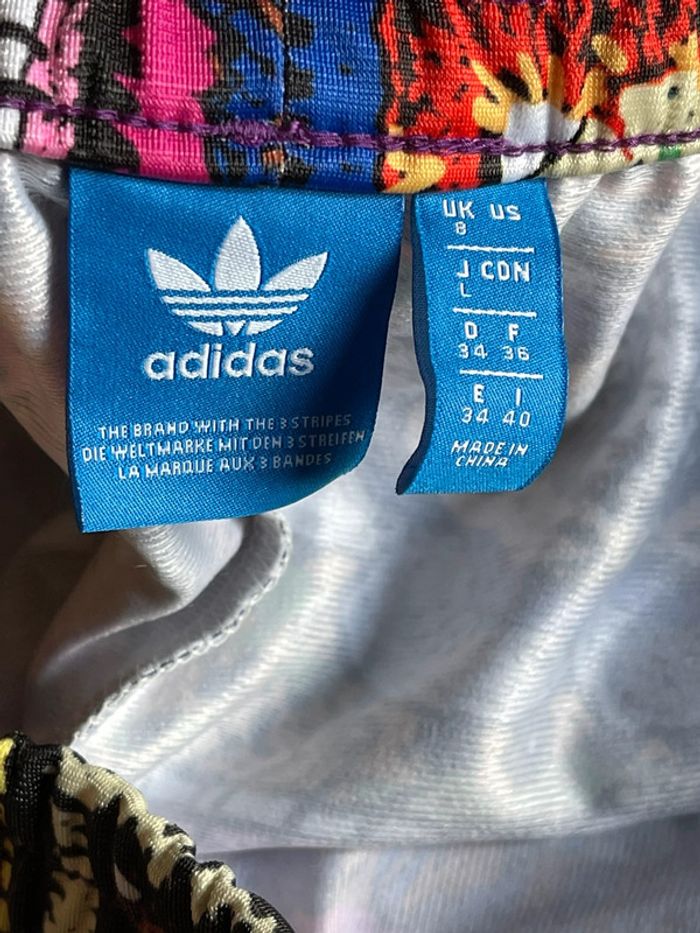 adidas
THE BRAND WITH THE 3 STRIPES
DIE WELTMARKE MIT DEN 3 STREIFEN
LA MARQUE AUX 3 BANDES
UK US
8
J CDN
L
D F
34 36
E I
34 40
MADE IN
CHINA